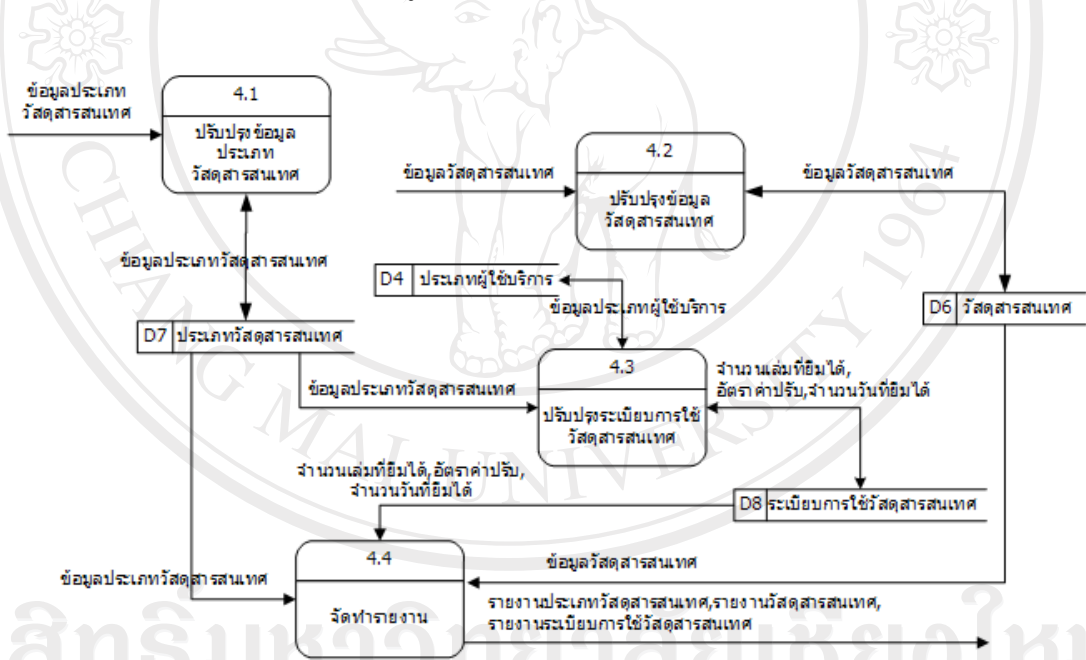 ข้อมูลประเภท
วัสดุสารสนเทศ
4.1
ปรับปรุงข้อมูล
ประเภท
วัสดุสารสนเทศ
ข้อมูลวัสดุสารสนเทศ
4.2
ปรับปรุงข้อมูล
วัสดุสารสนเทศ
ข้อมูลวัสดุสารสนเทศ
ข้อมูลประเภทวัสดุสารสนเทศ
D4 ประเภทผู้ใช้บริการ
ข้อมูลประเภทผู้ใช้บริการ
D6 วัสดุสารสนเทศ
D7 ประเภทวัสดุสารสนเทศ
ข้อมูลประเภทวัสดุสารสนเทศ
4.3
ปรับปรุงระเบียบการใช้
วัสดุสารสนเทศ
จำนวนเล่มที่ยืมได้,
อัตราค่าปรับ,จำนวนวันที่ยืมได้
จำนวนเล่มที่ยืมได้,อัตราค่าปรับ,
จำนวนวันที่ยืมได้
D8 ระเบียบการใช้วัสดุสารสนเทศ
ข้อมูลประเภทวัสดุสารสนเทศ
4.4
จัดทำรายงาน
ข้อมูลวัสดุสารสนเทศ
รายงานประเภทวัสดุสารสนเทศ,รายงานวัสดุสารสนเทศ,
รายงานระเบียบการใช้วัสดุสารสนเทศ
CHIANG MAI UNIVERSITY 1964
สิทธิมหาวิทยาลัยเชียงใหม่